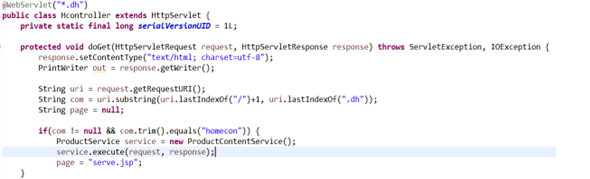 @WebServlet("*.dh")
public class Hcontroller extends HttpServlet {
private static final long serialVersionUID = 1L;
protected void doGet(HttpServletRequest request, HttpServletResponse response) throws ServletException, IOException {
response.setContentType("text/html; charset=utf-8");
PrintWriter out = response.getWriter();
String uri = request.getRequestURI();
String com = uri.substring(uri.lastIndexOf("/")+1, uri.lastIndexOf(".dh"));
String page = null;
if(com != null && com.trim().equals("homecon")) {
ProductService service = new ProductContentService();
service.execute(request, response);
page = "serve.jsp";
}